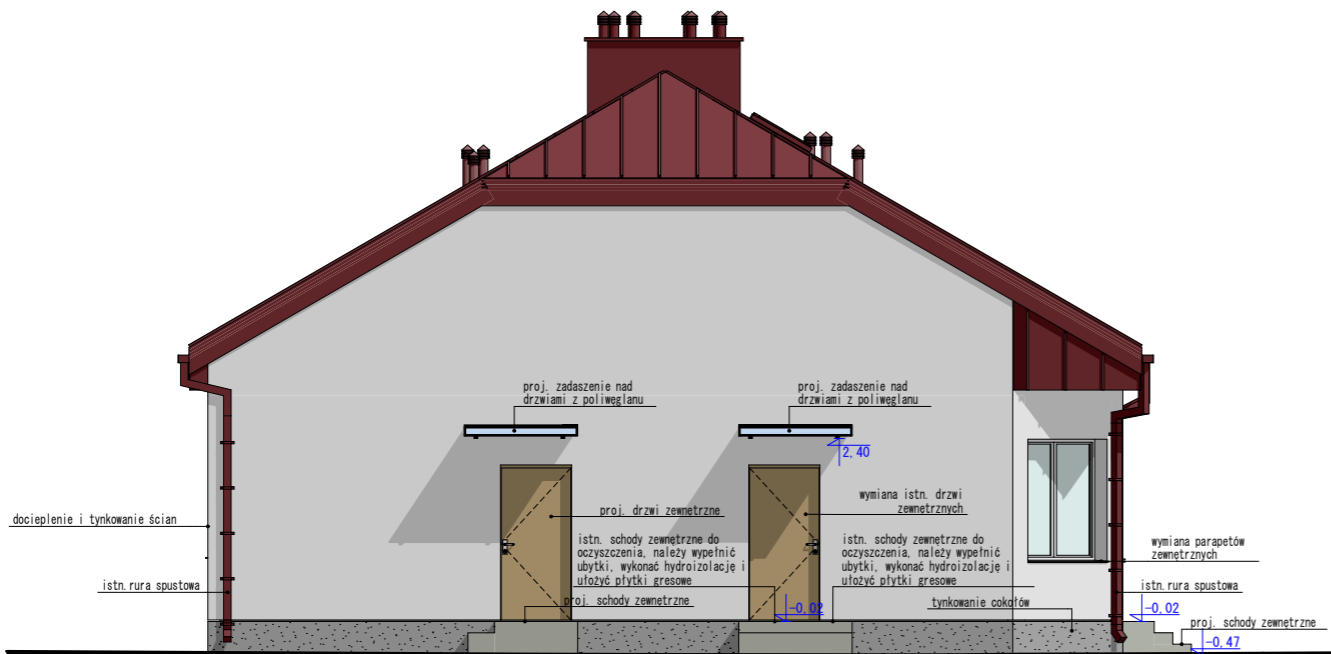 proj. zadaszenie nad
drzwiami z poliwęglanu
proj. zadaszenie nad
drzwiami z poliwęglanu
2,40
docieplenie i tynkowanie ścian
proj. drzwi zewnętrzne
wymiana istn. drzwi
zewnetrznych
istn. schody zewnętrzne do
oczyszczenia, należy wypełnić
ubytki, wykonać hydroizolację i
ułożyć płytki gresowe
istn. schody zewnętrzne do
oczyszczenia, należy wypełnić
ubytki, wykonać hydroizolację i
ułożyć płytki gresowe
wymiana parapetów
zewnętrznych
istn. rura spustowa
istn. rura spustowa
proj. schody zewnętrzne
-0,02
tynkowanie cokołów
-0,02
proj. schody zewnętrzne
-0,47